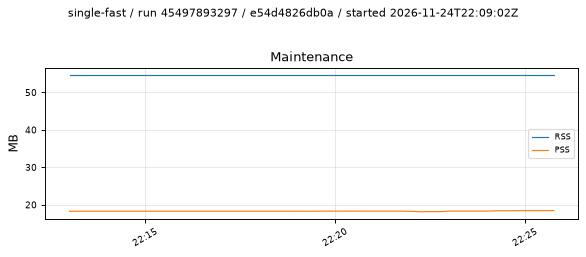 single-fast / run 45497893297 / e54d4826db0a / started 2026-11-24T22:09:02Z
Maintenance
MB
50
40
30
20
RSS
PSS
22:15
22:20
22:25